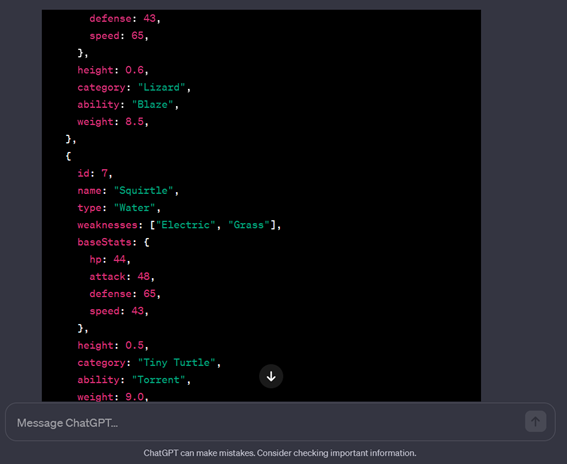 defense: 43,
speed: 65,
},
height: 0.6,
category: "Lizard",
ability: "Blaze",
weight: 8.5,
},
{
id: 7,
name: "Squirtle",
type: "Water",
weaknesses: ["Electric", "Grass"],
baseStats: {
hp: 44,
attack: 48,
defense: 65,
speed: 43,
},
height: 0.5,
category: "Tiny Turtle",
ability: "Torrent",
weight: 9.0,
Message ChatGPT...
ChatGPT can make mistakes. Consider checking important information.